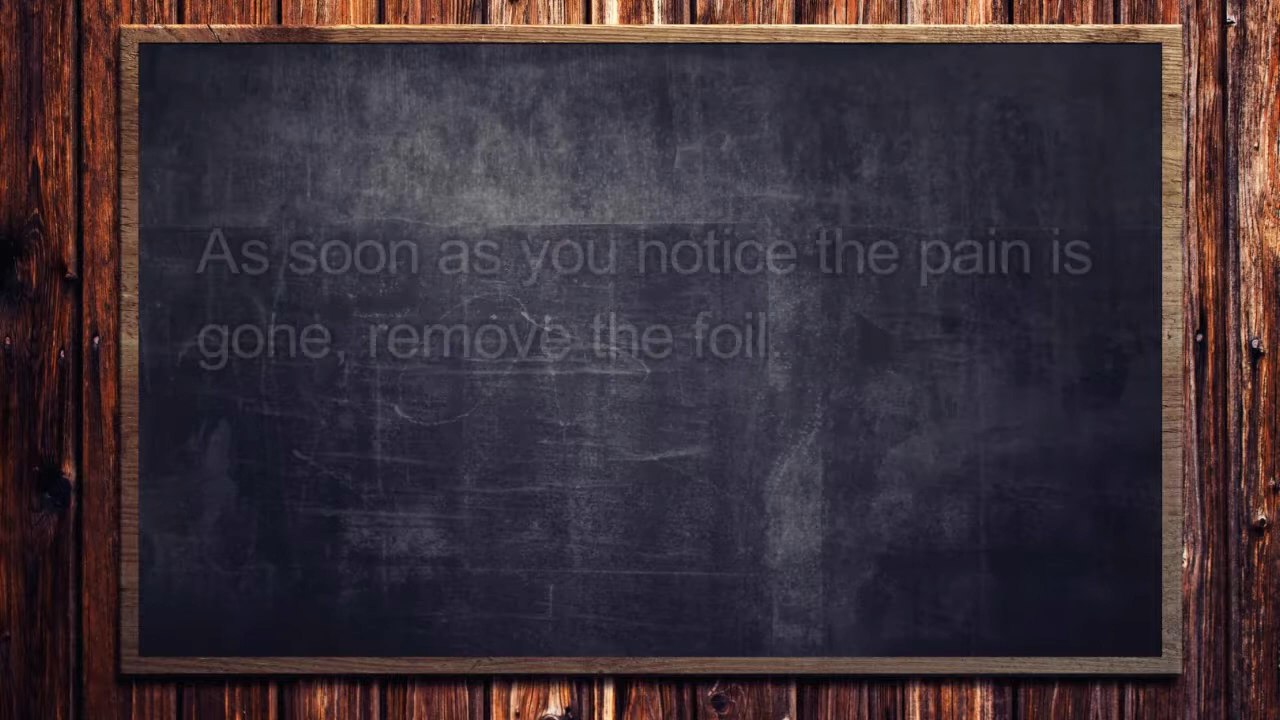 As soon as you notice the pain is
gone, remove the foil.